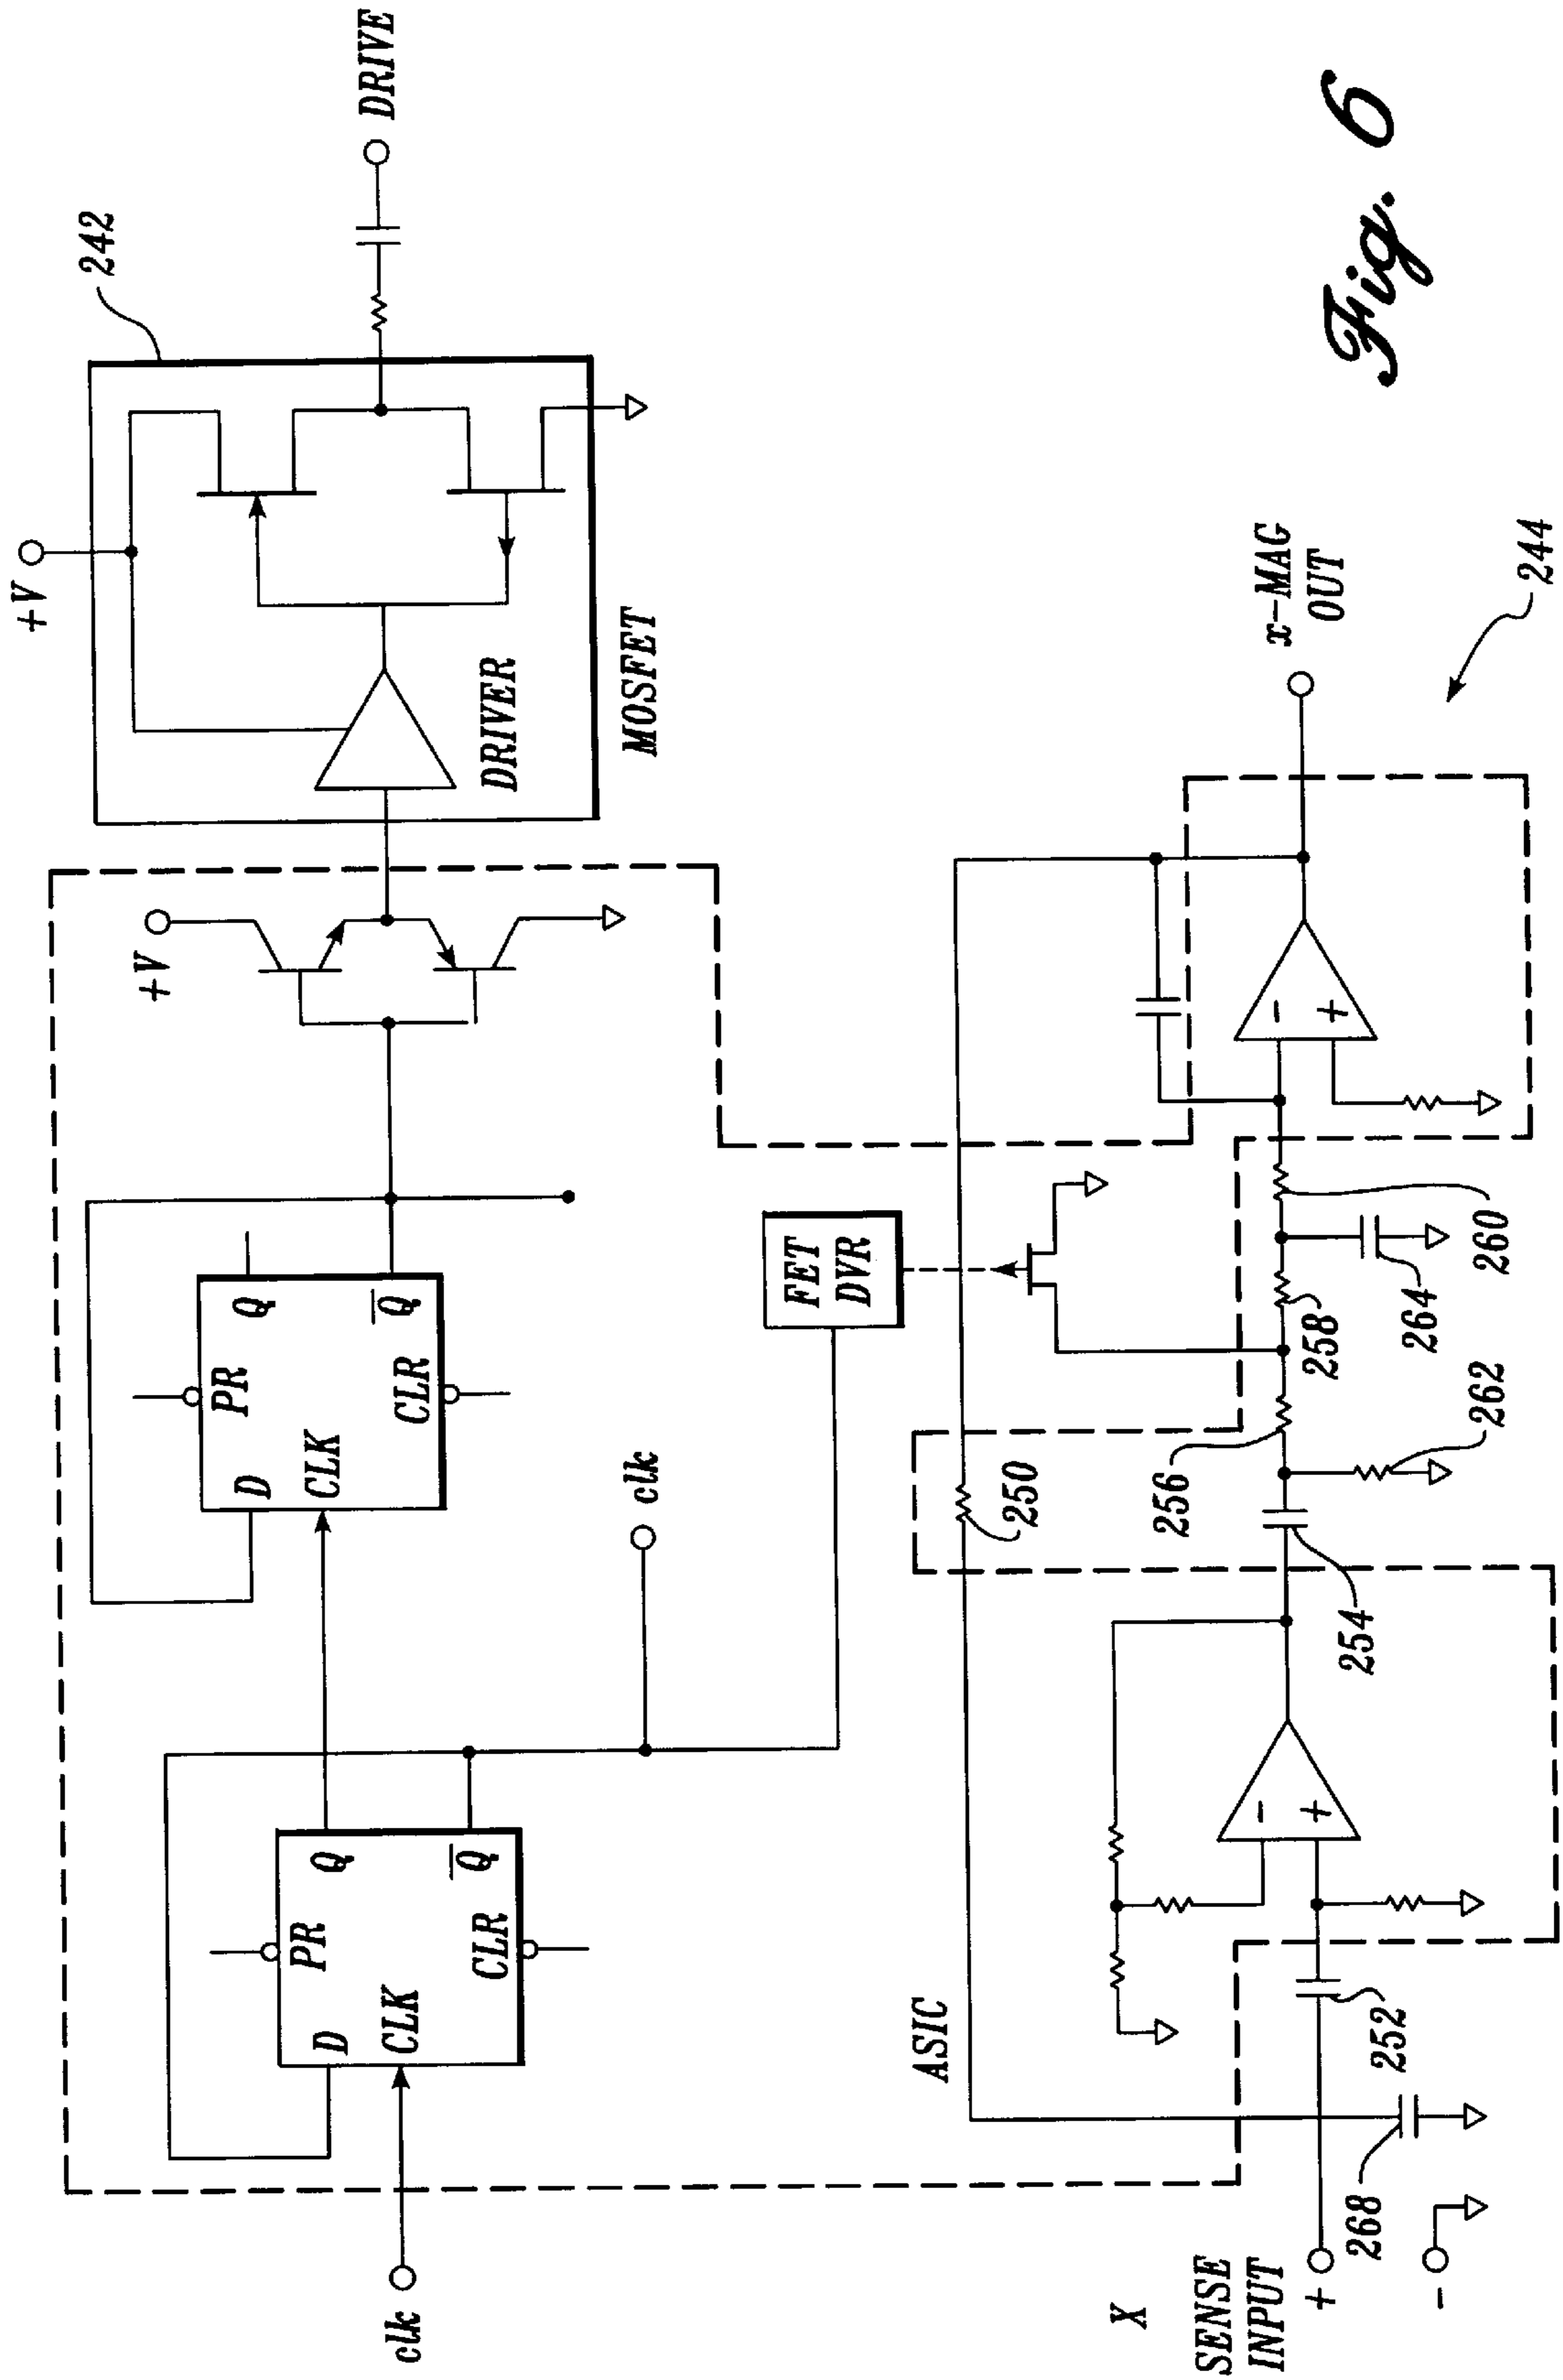 +V
242
DRIVE
DRIVER
MOSFET
+V
PR
Q
D
CLK
Q
CLR
PR
Q
D
CLK
Q
CLR
clk
clk
FET
DVR
ASIC
250
X
SENSE
INPUT
+
-
268
252
-
+
254
256
262
258
264
260
-
+
x-MAG
OUT
244
Fig. 6